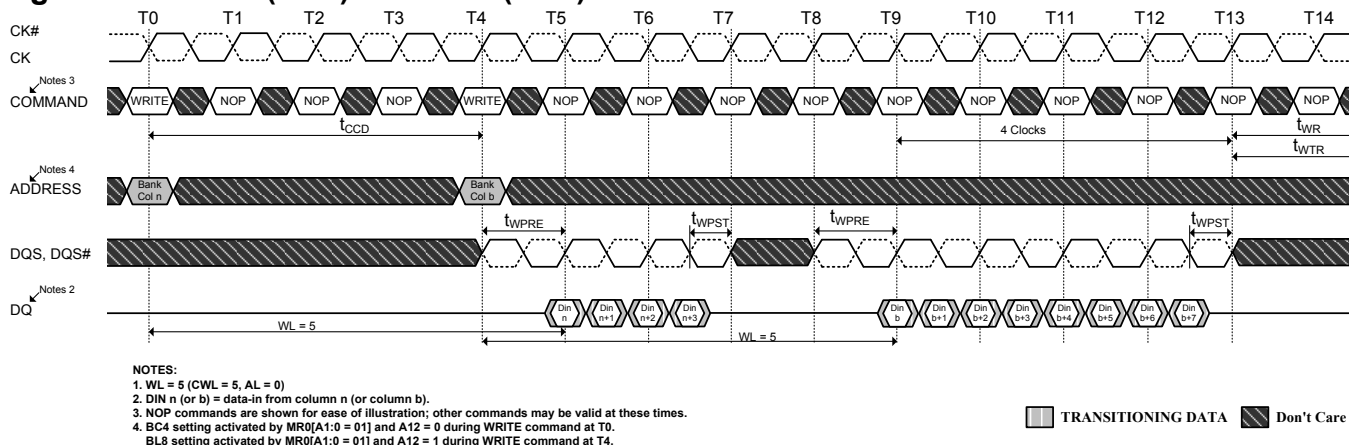 T0 T1 T2 T3 T4 T5 T6 T7 T8 T9 T10 T11 T12 T13 T14
CK#
CK
Notes 3
COMMAND WRITE NOP NOP NOP WRITE NOP NOP NOP NOP NOP NOP NOP NOP NOP NOP
tCCD 4 Clocks tWR
tWTR
Notes 4
ADDRESS
Bank Col n
Bank Col b
tWPRE tWPST tWPRE tWPST
DQS, DQS#
Notes 2
DQ
Din n Din n+1 Din n+2 Din n+3 Din b Din b+1 Din b+2 Din b+3 Din b+4 Din b+5 Din b+6 Din b+7
WL = 5 WL = 5
NOTES:
1. WL = 5 (CWL = 5, AL = 0)
2. DIN n (or b) = data-in from column n (or column b).
3. NOP commands are shown for ease of illustration; other commands may be valid at these times.
4. BC4 setting activated by MR0[A1:0 = 01] and A12 = 0 during WRITE command at T0.
BL8 setting activated by MR0[A1:0 = 01] and A12 = 1 during WRITE command at T4.
TRANSITIONING DATA Don't Care